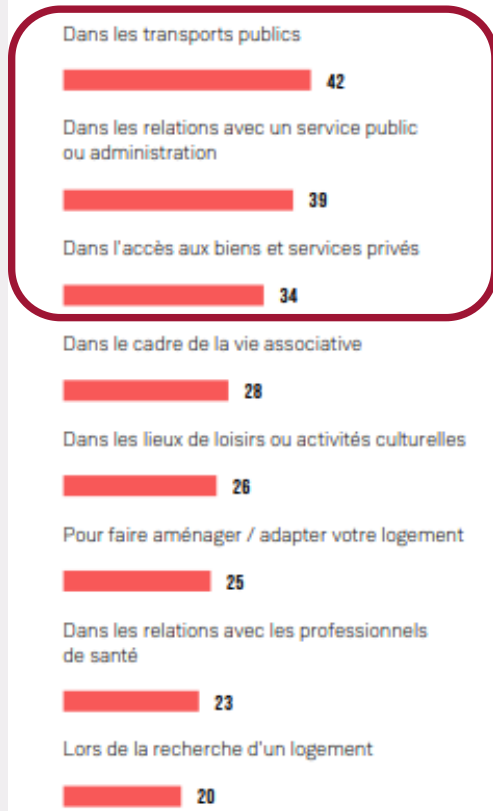 Dans les transports publics
42
Dans les relations avec un service public
ou administration
39
Dans l'accès aux biens et services privés
34
Dans le cadre de la vie associative
28
Dans les lieux de loisirs ou activités culturelles
26
Pour faire aménager / adapter votre logement
25
Dans les relations avec les professionnels
de santé
23
Lors de la recherche d'un logement
20